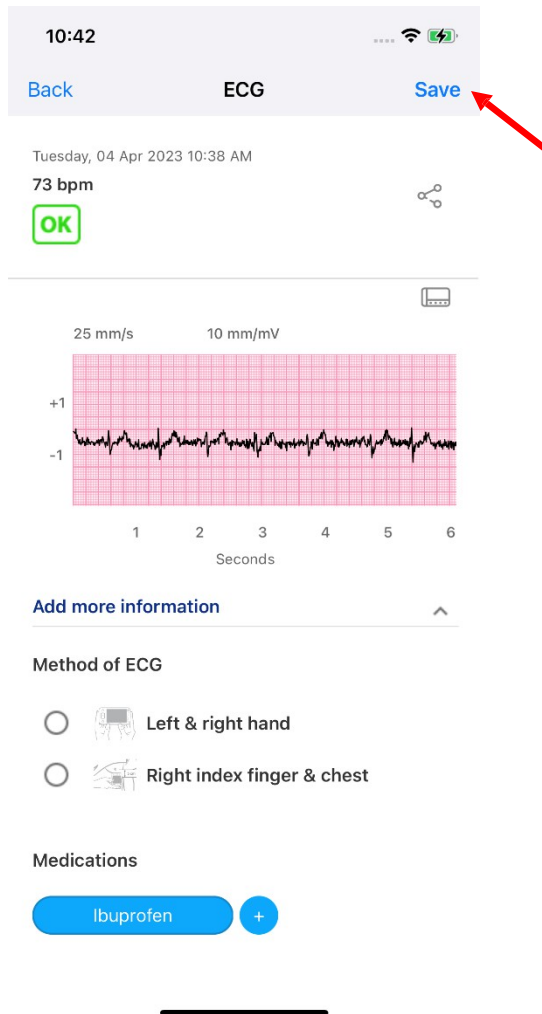 10:42
Back ECG Save
Tuesday, 04 Apr 2023 10:38 AM
73 bpm
OK
25 mm/s 10 mm/mV
+1
-1
1 2 3 4 5 6
Seconds
Add more information
Method of ECG
Left & right hand
Right index finger & chest
Medications
Ibuprofen +